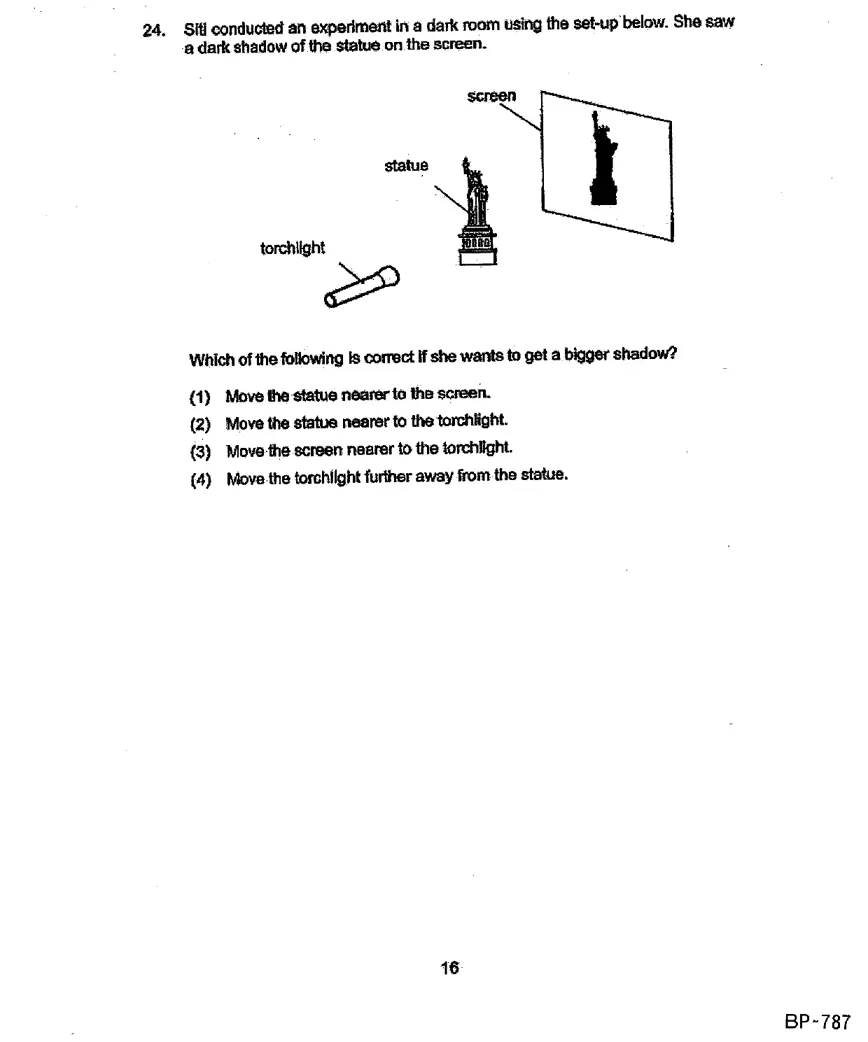 24. Siti conducted an experiment in a dark room using the set-up below. She saw
a dark shadow of the statue on the screen.
screen
statue
torchlight
Which of the following is correct if she wants to get a bigger shadow?
(1) Move the statue nearer to the screen.
(2) Move the statue nearer to the torchlight.
(3) Move the screen nearer to the torchlight.
(4) Move the torchlight further away from the statue.
16
BP-787